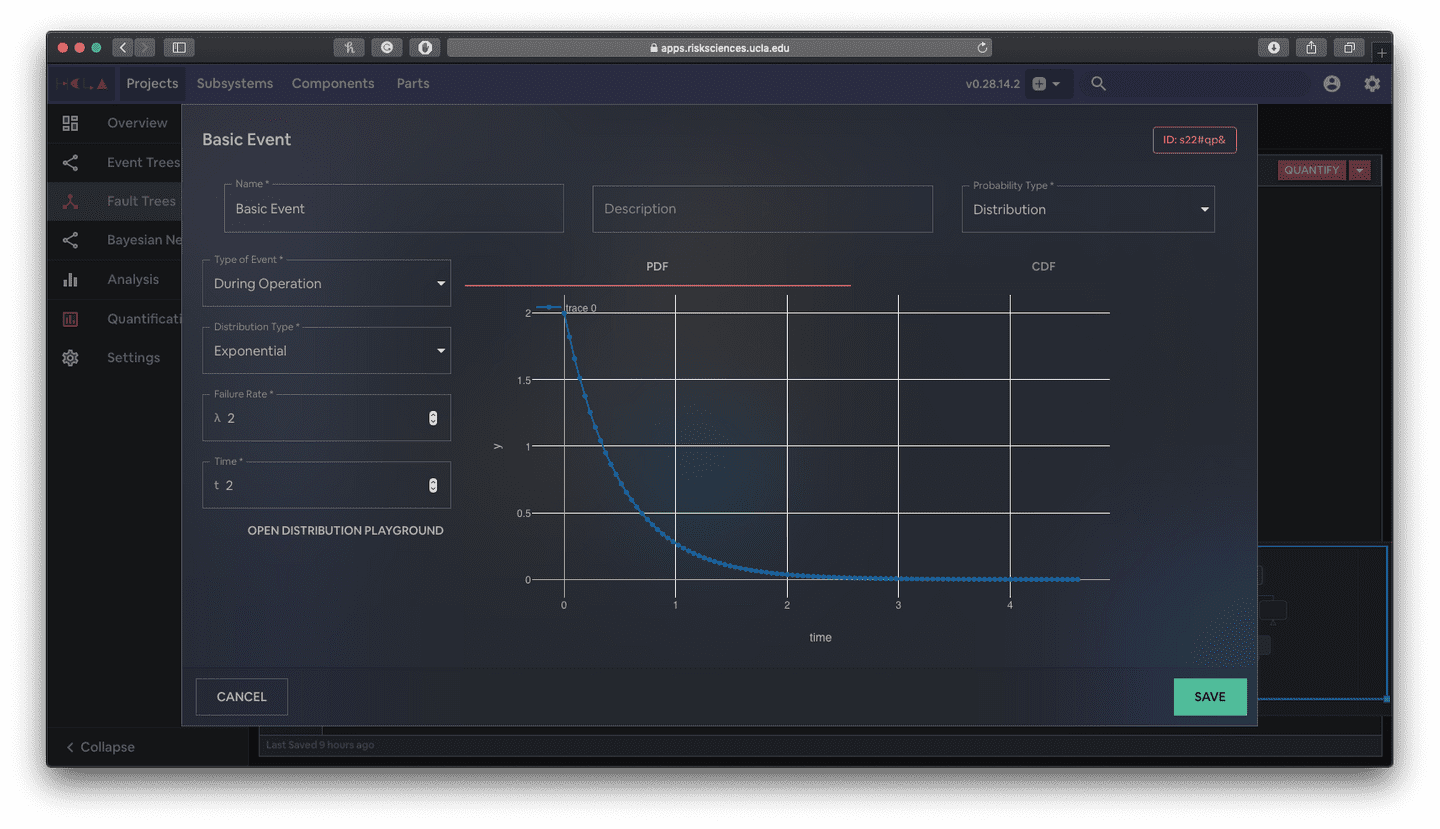 apps.risksciences.ucla.edu
HCLA Projects Subsystems Components Parts v0.28.14.2
Overview
Event Trees
Fault Trees
Bayesian Ne
Analysis
Quantificati
Settings
Collapse
Basic Event
ID: s22#qp&
QUANTIFY
Name *
Basic Event
Description
Probability Type *
Distribution
Type of Event *
During Operation
Distribution Type *
Exponential
Failure Rate *
λ 2
Time *
t 2
OPEN DISTRIBUTION PLAYGROUND
PDF CDF
trace 0
2
1.5
1
0.5
0
y
0 1 2 3 4
time
CANCEL
SAVE
Last Saved 9 hours ago